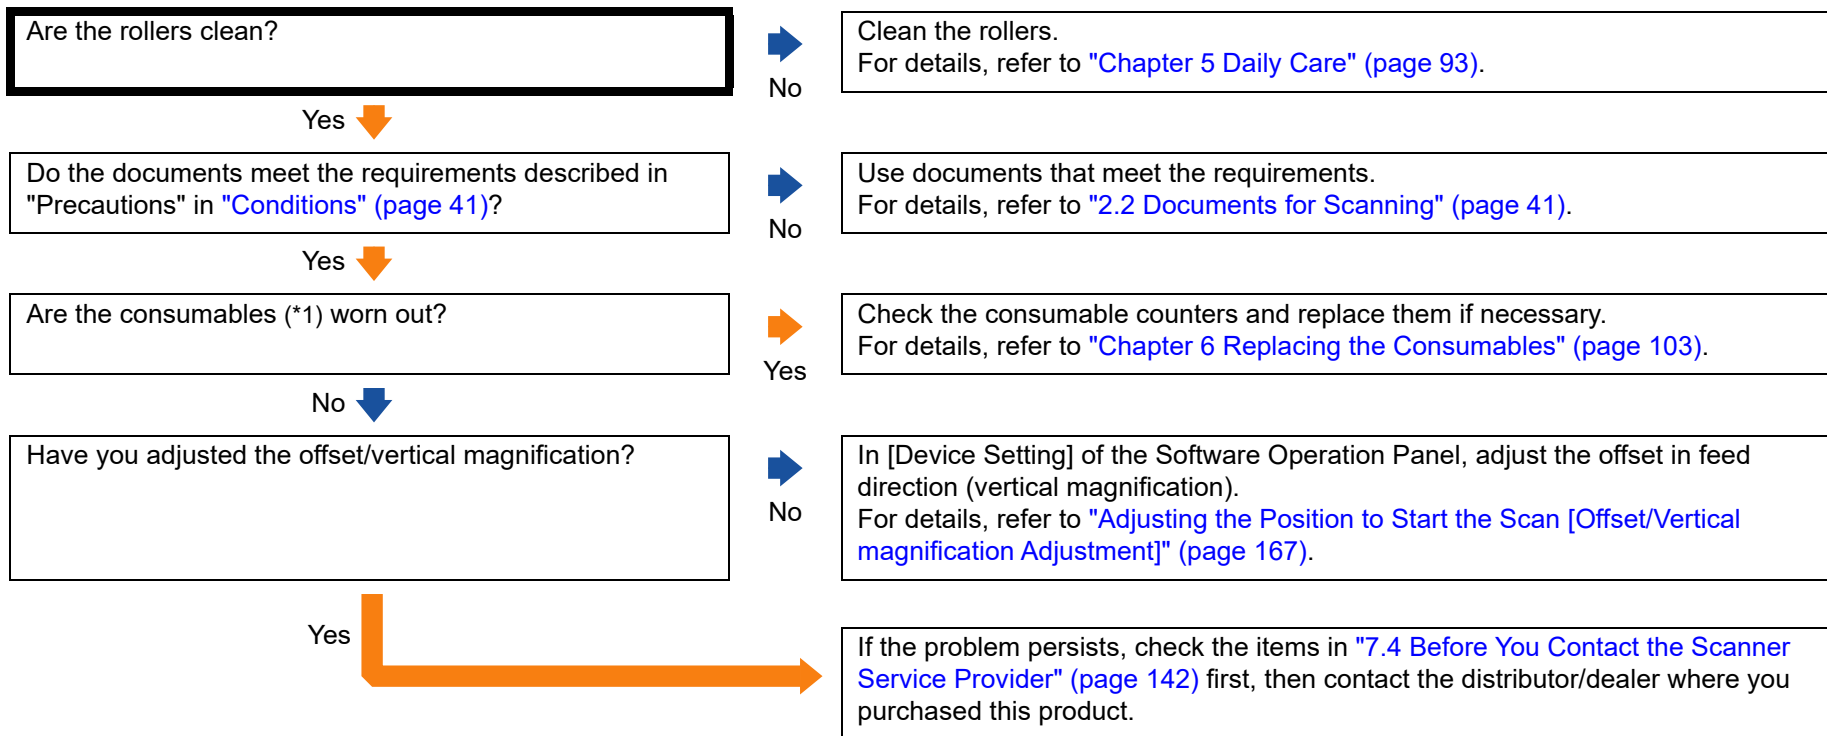 Are the rollers clean?
No
Clean the rollers.
For details, refer to "Chapter 5 Daily Care" (page 93).
Yes
Do the documents meet the requirements described in
"Precautions" in "Conditions" (page 41)?
No
Use documents that meet the requirements.
For details, refer to "2.2 Documents for Scanning" (page 41).
Yes
Are the consumables (*1) worn out?
Yes
Check the consumable counters and replace them if necessary.
For details, refer to "Chapter 6 Replacing the Consumables" (page 103).
No
Have you adjusted the offset/vertical magnification?
No
In [Device Setting] of the Software Operation Panel, adjust the offset in feed
direction (vertical magnification).
For details, refer to "Adjusting the Position to Start the Scan [Offset/Vertical
magnification Adjustment]" (page 167).
Yes
If the problem persists, check the items in "7.4 Before You Contact the Scanner
Service Provider" (page 142) first, then contact the distributor/dealer where you
purchased this product.